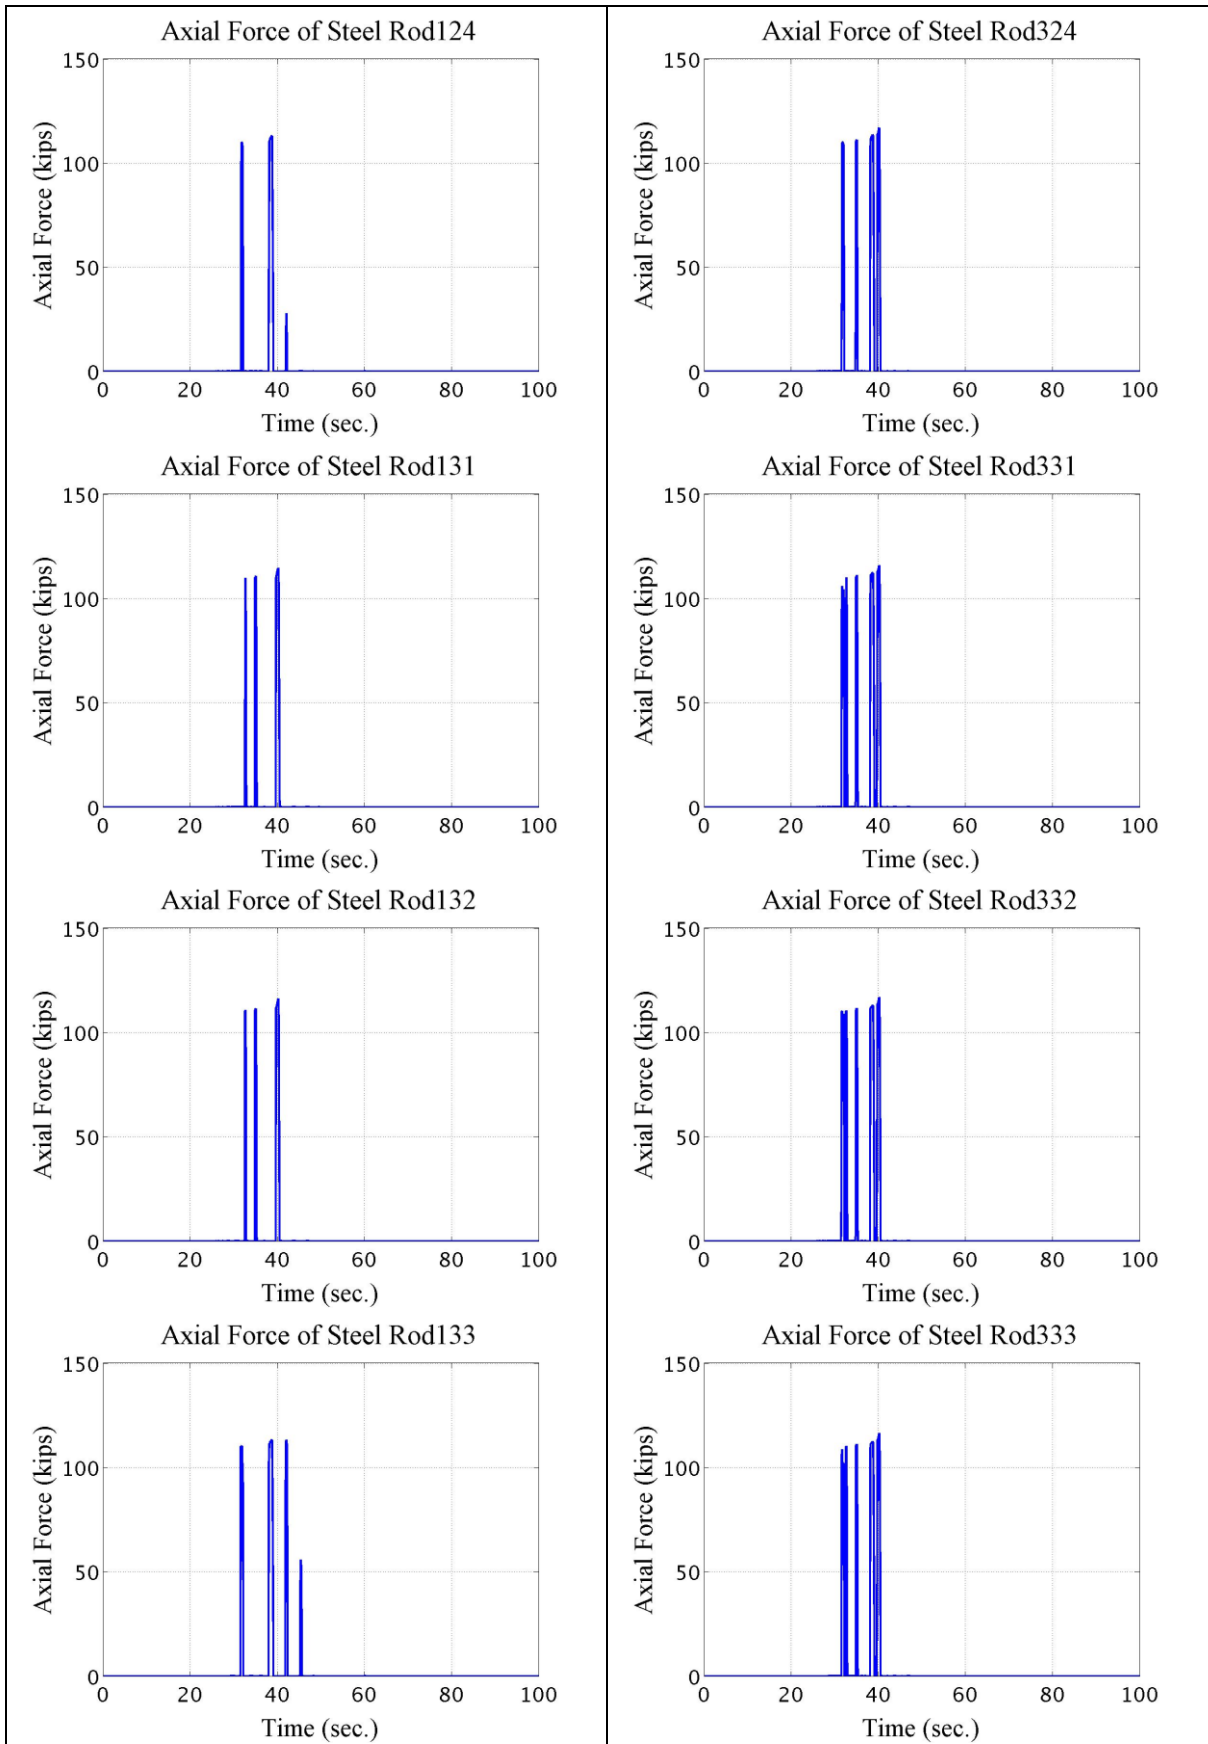 Axial Force of Steel Rod124
150
100
50
0
Axial Force (kips)
0 20 40 60 80 100
Time (sec.)
Axial Force of Steel Rod324
150
100
50
0
Axial Force (kips)
0 20 40 60 80 100
Time (sec.)
Axial Force of Steel Rod131
150
100
50
0
Axial Force (kips)
0 20 40 60 80 100
Time (sec.)
Axial Force of Steel Rod331
150
100
50
0
Axial Force (kips)
0 20 40 60 80 100
Time (sec.)
Axial Force of Steel Rod132
150
100
50
0
Axial Force (kips)
0 20 40 60 80 100
Time (sec.)
Axial Force of Steel Rod332
150
100
50
0
Axial Force (kips)
0 20 40 60 80 100
Time (sec.)
Axial Force of Steel Rod133
150
100
50
0
Axial Force (kips)
0 20 40 60 80 100
Time (sec.)
Axial Force of Steel Rod333
150
100
50
0
Axial Force (kips)
0 20 40 60 80 100
Time (sec.)